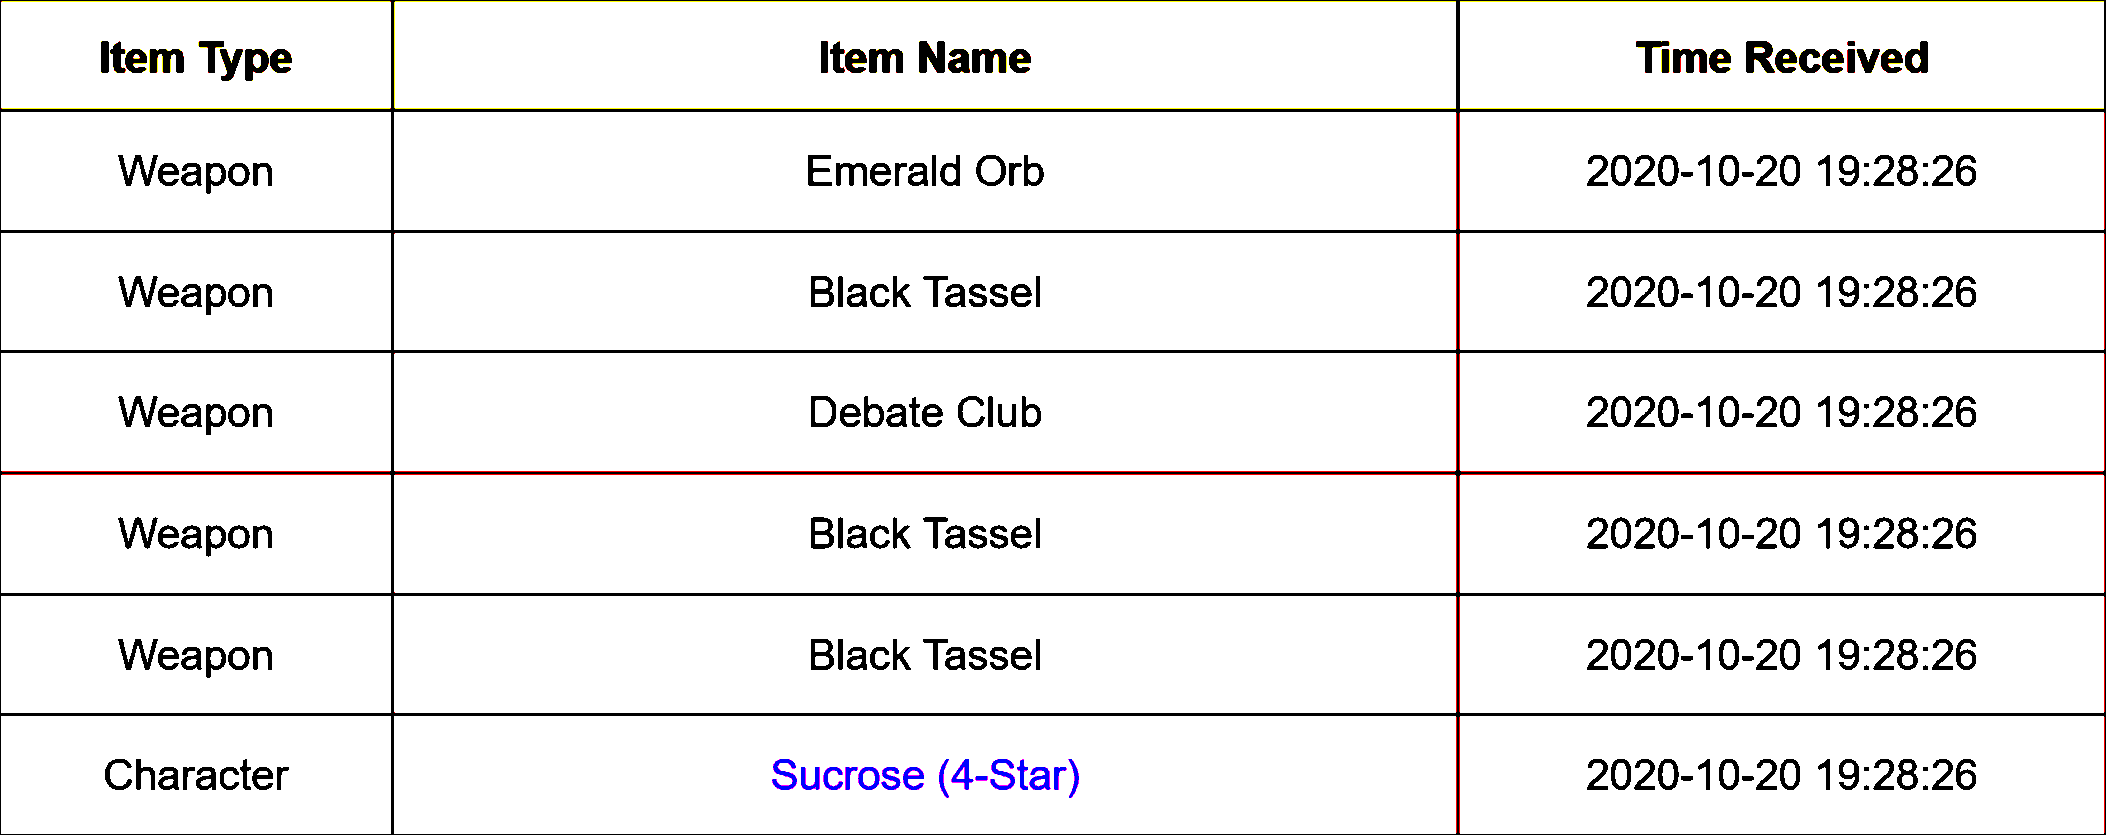 Item Type Item Name Time Received
Weapon Emerald Orb 2020-10-20 19:28:26
Weapon Black Tassel 2020-10-20 19:28:26
Weapon Debate Club 2020-10-20 19:28:26
Weapon Black Tassel 2020-10-20 19:28:26
Weapon Black Tassel 2020-10-20 19:28:26
Character Sucrose (4-Star) 2020-10-20 19:28:26